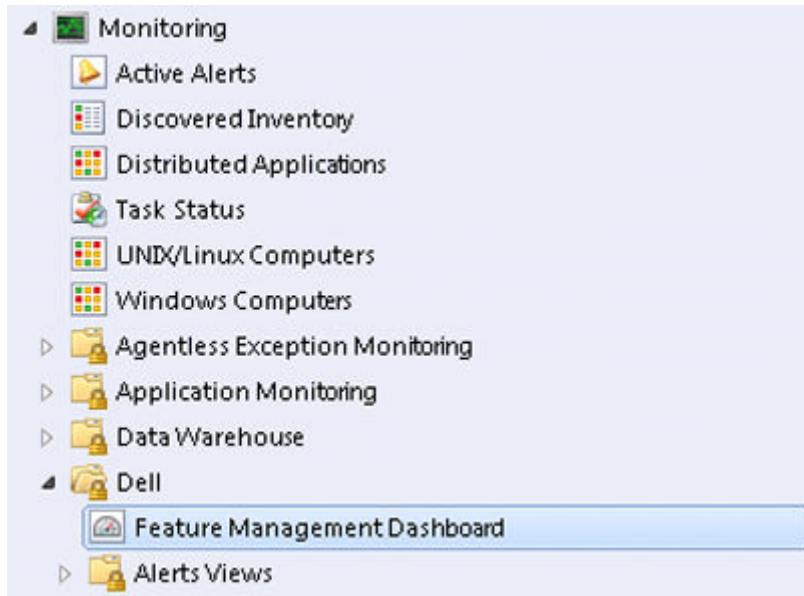 Monitoring
Active Alerts
Discovered Inventory
Distributed Applications
Task Status
UNIX/Linux Computers
Windows Computers
Agentless Exception Monitoring
Application Monitoring
Data Warehouse
Dell
Feature Management Dashboard
Alerts Views